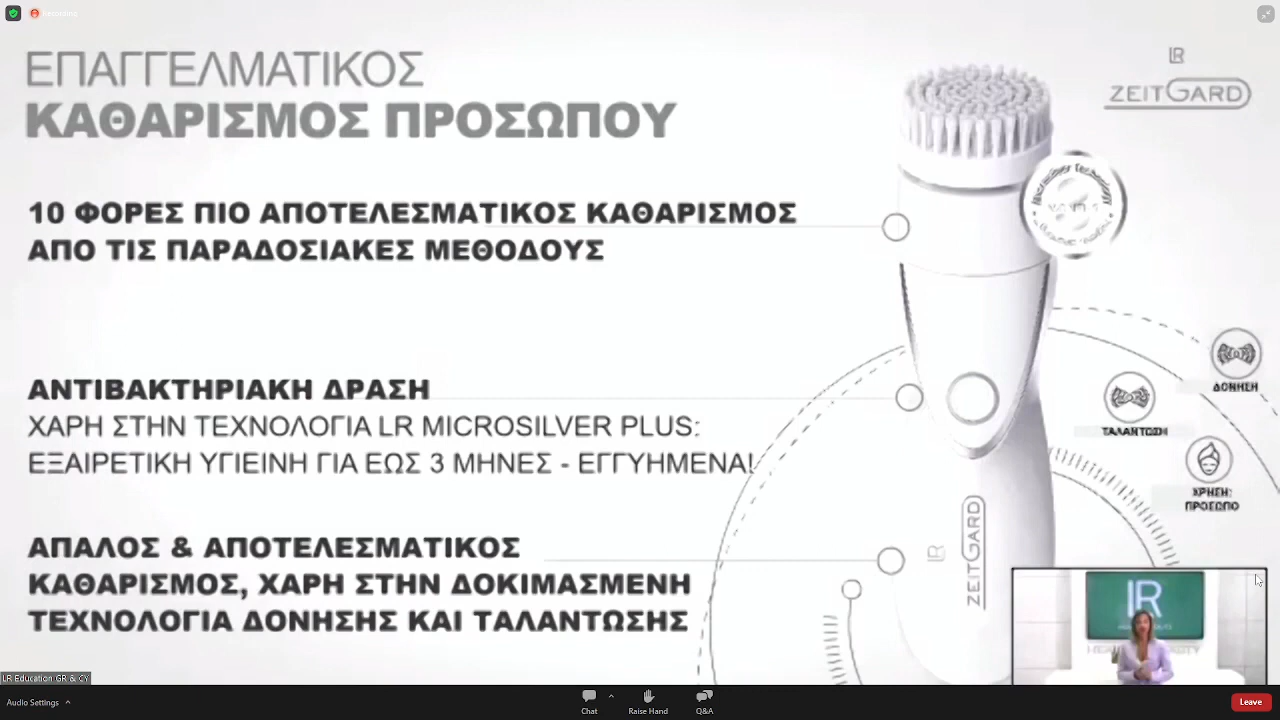 Recording
ΕΠΑΓΓΕΛΜΑΤΙΚΟΣ
ΚΑΘΑΡΙΣΜΟΣ ΠΡΟΣΩΠΟΥ
LR
ZEITGARD
10 ΦΟΡΕΣ ΠΙΟ ΑΠΟΤΕΛΕΣΜΑΤΙΚΟΣ ΚΑΘΑΡΙΣΜΟΣ
ΑΠΟ ΤΙΣ ΠΑΡΑΔΟΣΙΑΚΕΣ ΜΕΘΟΔΟΥΣ
ΑΝΤΙΒΑΚΤΗΡΙΑΚΗ ΔΡΑΣΗ
ΧΑΡΗ ΣΤΗΝ ΤΕΧΝΟΛΟΓΙΑ LR MICROSILVER PLUS:
ΕΞΑΙΡΕΤΙΚΗ ΥΓΙΕΙΝΗ ΓΙΑ ΕΩΣ 3 ΜΗΝΕΣ - ΕΓΓΥΗΜΕΝΑ!
ΔΟΝΗΣΗ
ΤΑΛΑΝΤΩΣΗ
ΧΡΗΣΗ:
ΠΡΟΣΩΠΟ
ΑΠΑΛΟΣ & ΑΠΟΤΕΛΕΣΜΑΤΙΚΟΣ
ΚΑΘΑΡΙΣΜΟΣ, ΧΑΡΗ ΣΤΗΝ ΔΟΚΙΜΑΣΜΕΝΗ
ΤΕΧΝΟΛΟΓΙΑ ΔΟΝΗΣΗΣ ΚΑΙ ΤΑΛΑΝΤΩΣΗΣ
LR
ZEITGARD
LR
LR Education GR & CY
Audio Settings
Chat
Raise Hand
Q&A
Leave